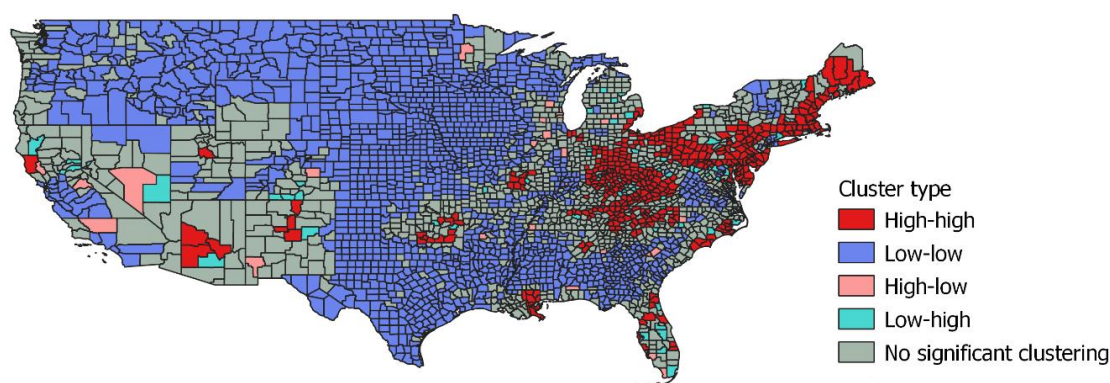 Cluster type
High-high
Low-low
High-low
Low-high
No significant clustering